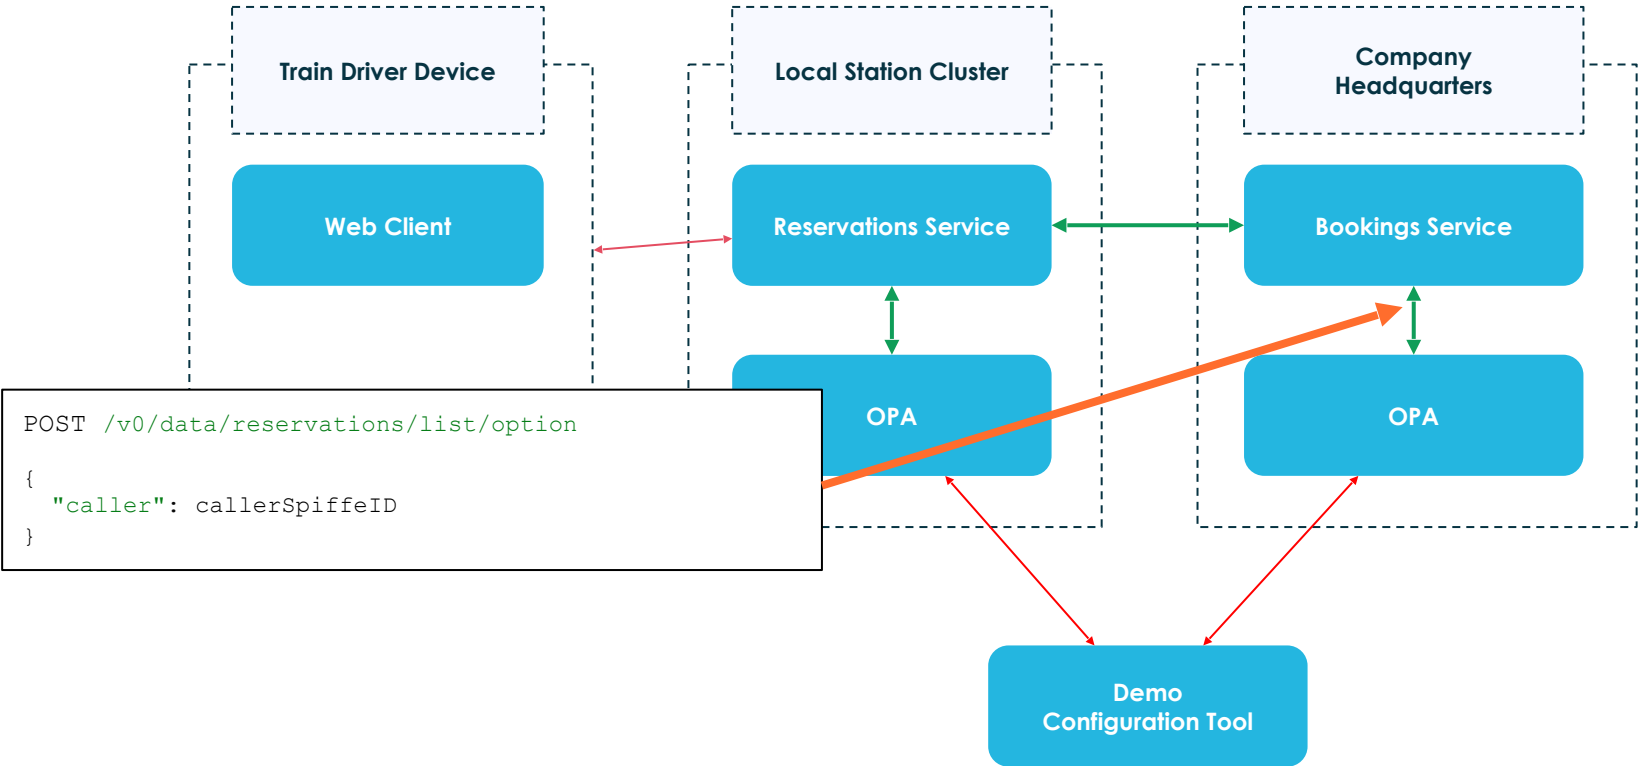 Train Driver Device
Local Station Cluster
Company
Headquarters
Web Client
Reservations Service
Bookings Service
OPA
OPA
POST /v0/data/reservations/list/option
{
  "caller": callerSpiffeID
}
Demo
Configuration Tool